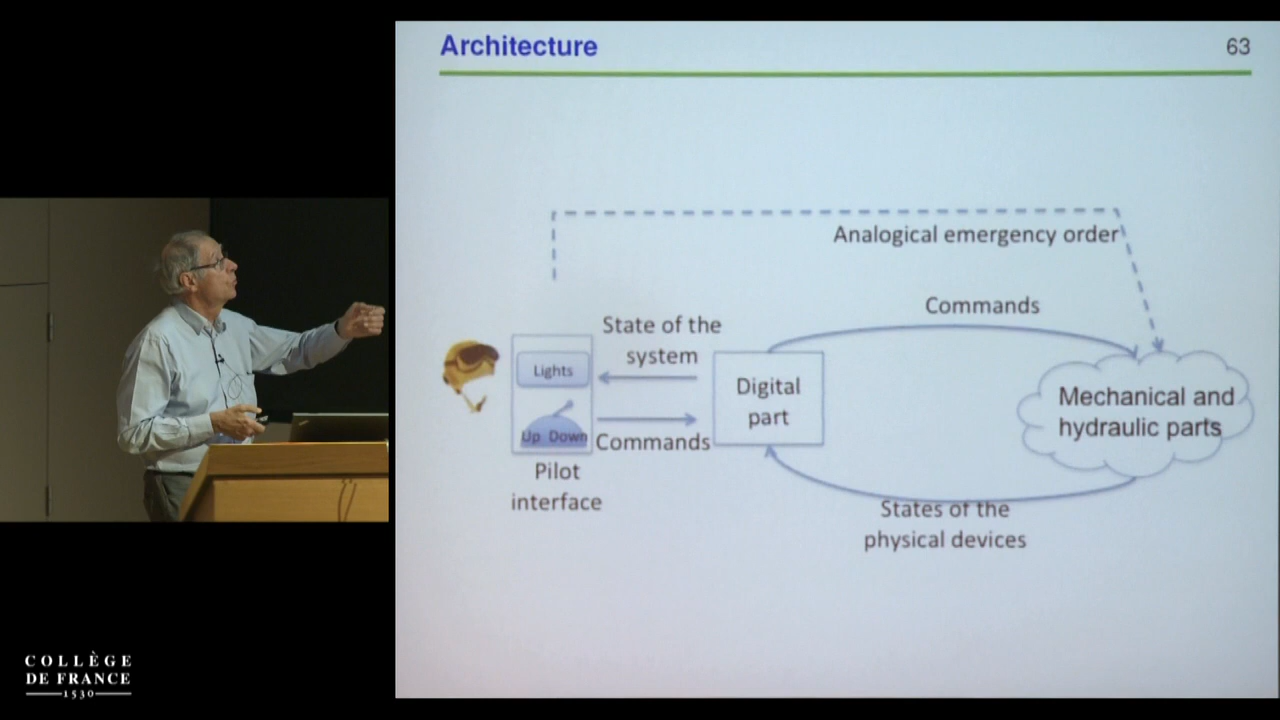 Architecture
63
Analogical emergency order
Commands
State of the
system
Lights
Digital
part
Mechanical and
hydraulic parts
Up Down
Commands
Pilot
interface
States of the
physical devices
COLLÈGE
DE FRANCE
1530